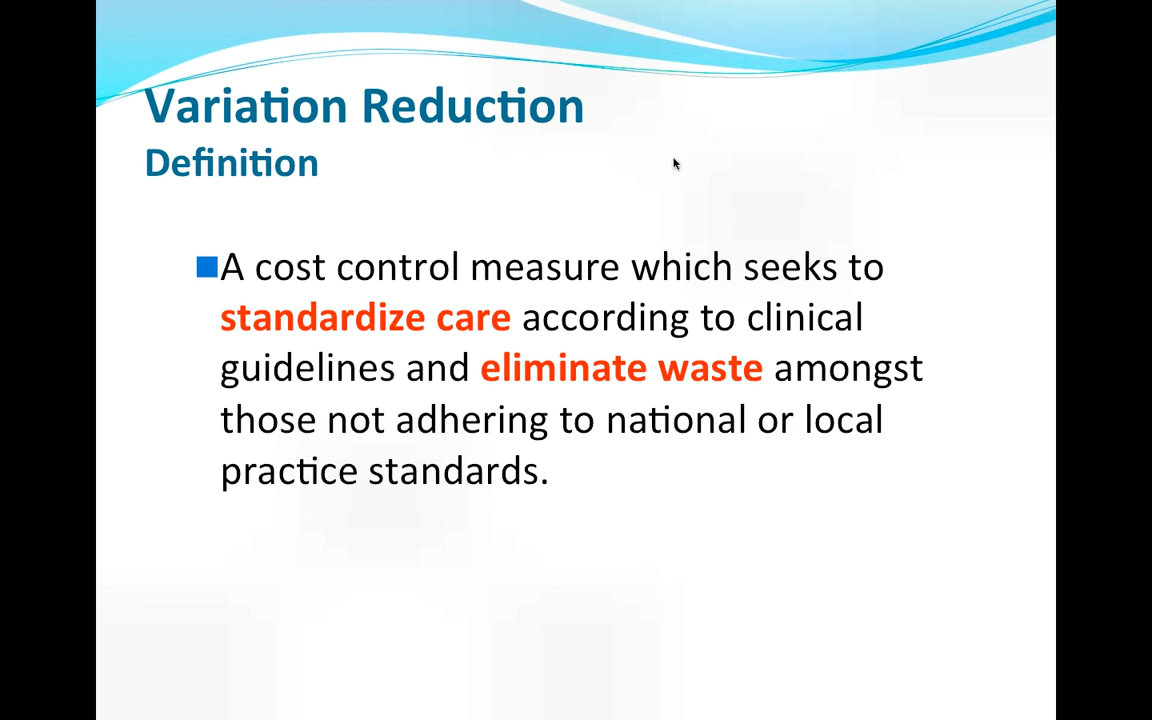 Variation Reduction
Definition
A cost control measure which seeks to
standardize care according to clinical
guidelines and eliminate waste amongst
those not adhering to national or local
practice standards.